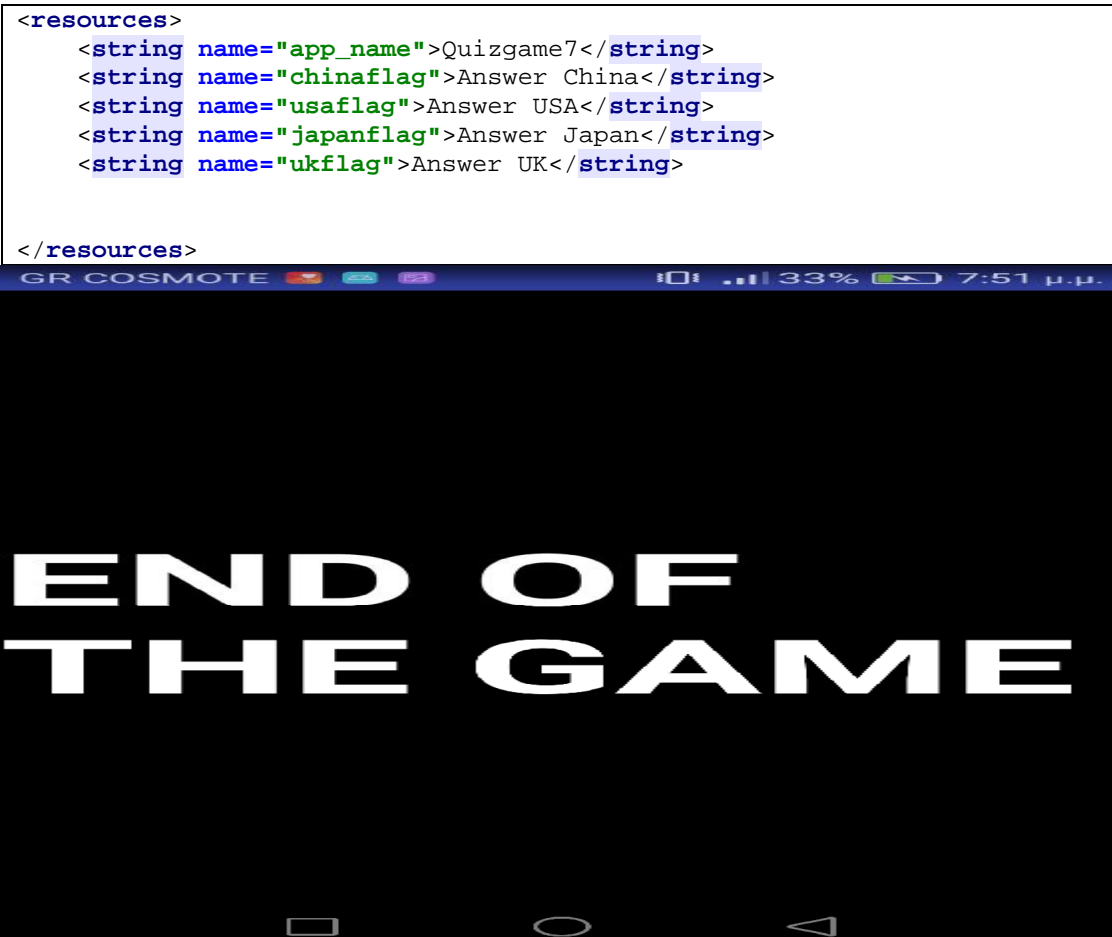 <resources>
    <string name="app_name">Quizgame7</string>
    <string name="chinaflag">Answer China</string>
    <string name="usaflag">Answer USA</string>
    <string name="japanflag">Answer Japan</string>
    <string name="ukflag">Answer UK</string>
</resources>
GR COSMOTE 33% 7:51 μ.μ.
END OF
THE GAME